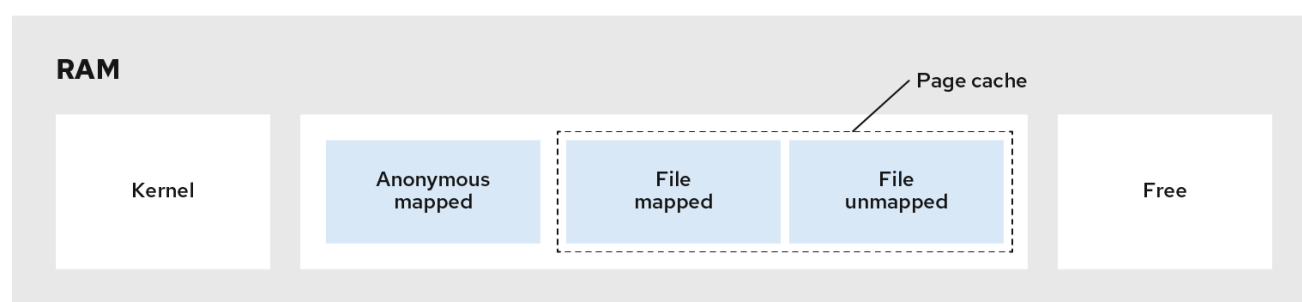 RAM
Page cache
Kernel
Anonymous
mapped
File
mapped
File
unmapped
Free